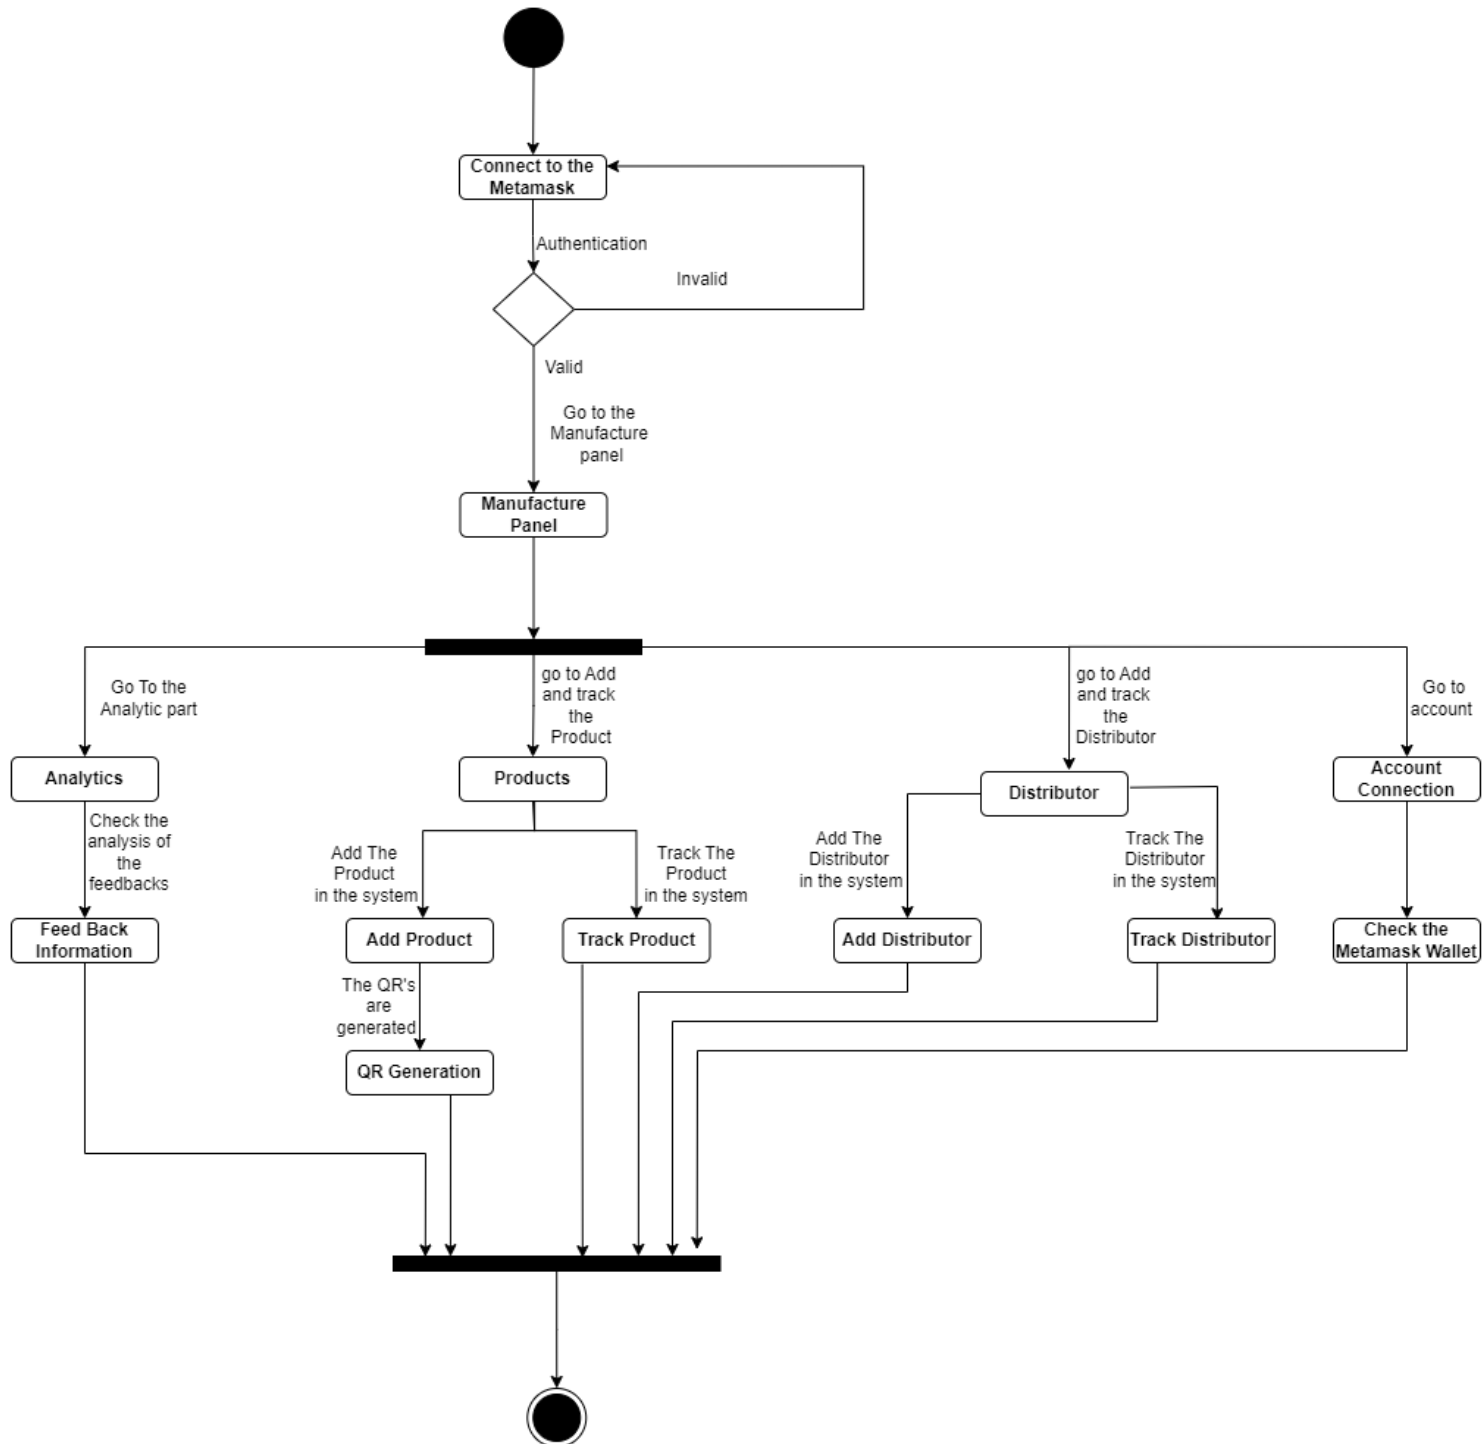 Connect to the
Metamask
Authentication
Invalid
Valid
Go to the
Manufacture
panel
Manufacture
Panel
Go To the
Analytic part
go to Add
and track
the
Product
go to Add
and track
the
Distributor
Go to
account
Analytics
Products
Distributor
Account
Connection
Check the
analysis of
the
feedbacks
Add The
Product
in the system
Track The
Product
in the system
Add The
Distributor
in the system
Track The
Distributor
in the system
Feed Back
Information
Add Product
Track Product
Add Distributor
Track Distributor
Check the
Metamask Wallet
The QR's
are
generated
QR Generation